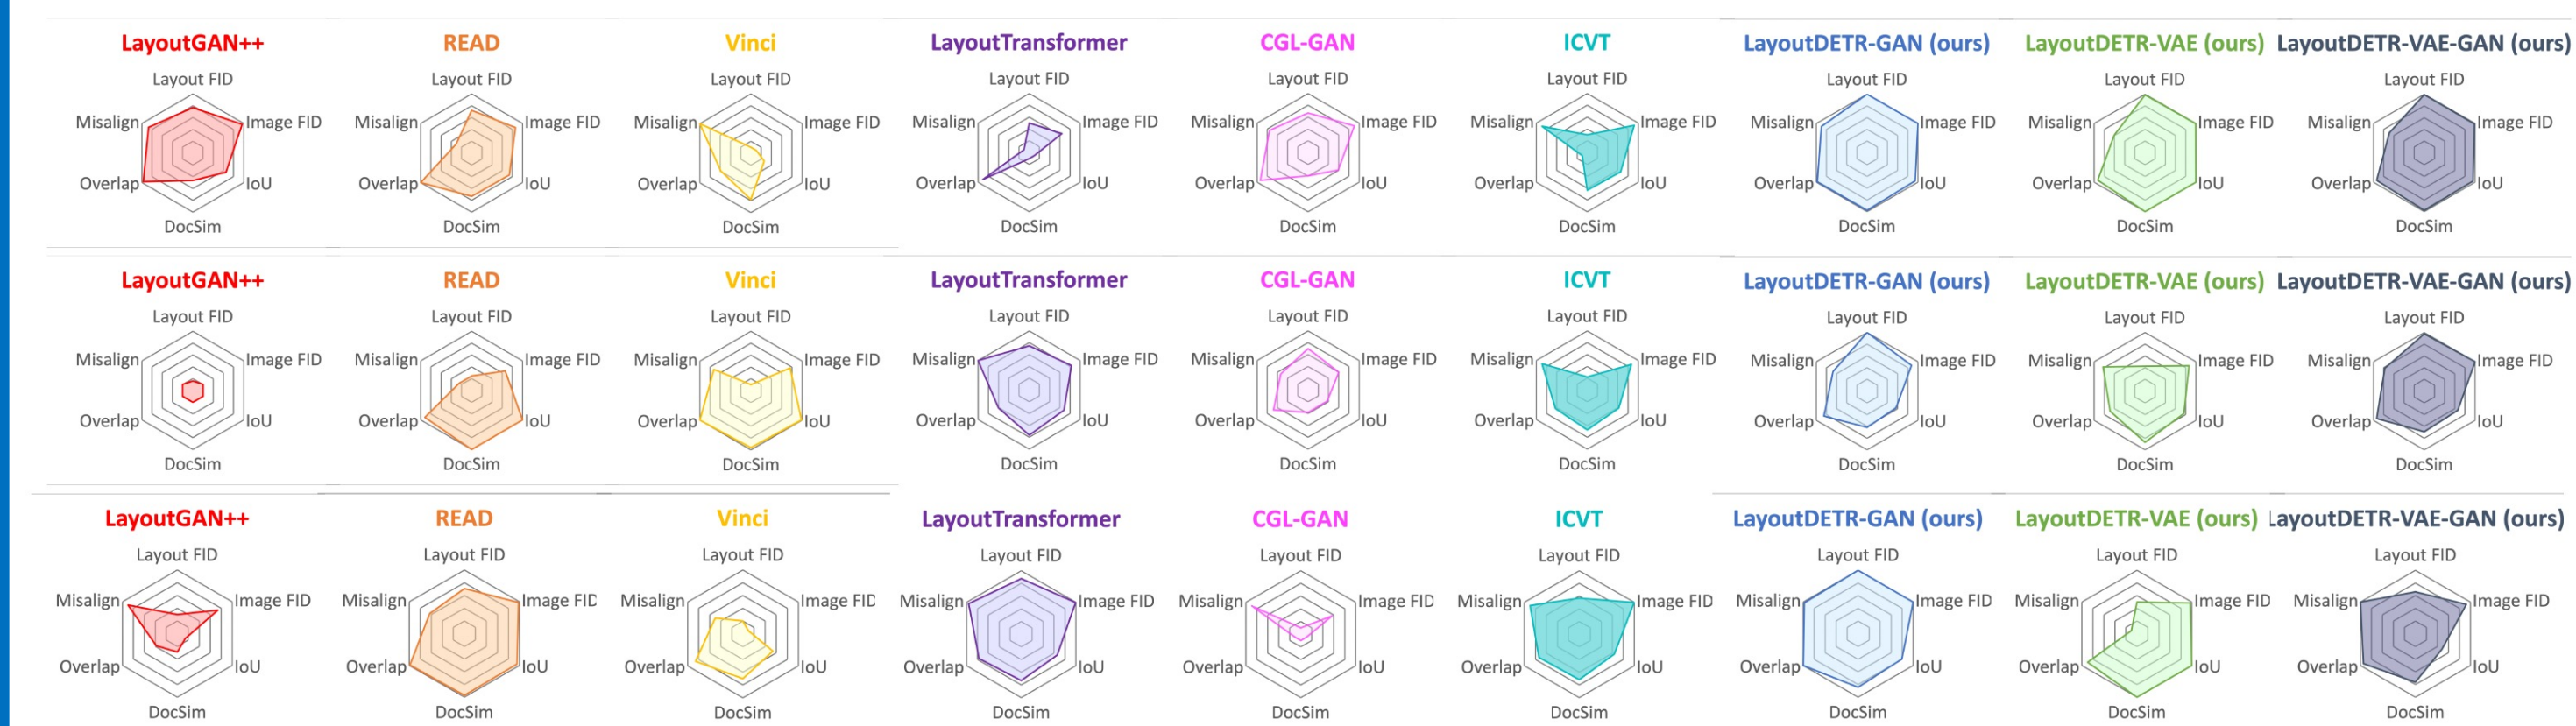 LayoutGAN++ READ Vinci LayoutTransformer CGL-GAN ICVT LayoutDETR-GAN (ours) LayoutDETR-VAE (ours) LayoutDETR-VAE-GAN (ours)
Layout FID Layout FID Layout FID Layout FID Layout FID Layout FID Layout FID Layout FID Layout FID
Misalign Image FID Misalign Image FID Misalign Image FID Misalign Image FID Misalign Image FID Misalign Image FID Misalign Image FID Misalign Image FID Misalign Image FID
Overlap IoU Overlap IoU Overlap IoU Overlap IoU Overlap IoU Overlap IoU Overlap IoU Overlap IoU Overlap IoU
DocSim DocSim DocSim DocSim DocSim DocSim DocSim DocSim DocSim
LayoutGAN++ READ Vinci LayoutTransformer CGL-GAN ICVT LayoutDETR-GAN (ours) LayoutDETR-VAE (ours) LayoutDETR-VAE-GAN (ours)
Layout FID Layout FID Layout FID Layout FID Layout FID Layout FID Layout FID Layout FID Layout FID
Misalign Image FID Misalign Image FID Misalign Image FID Misalign Image FID Misalign Image FID Misalign Image FID Misalign Image FID Misalign Image FID Misalign Image FID
Overlap IoU Overlap IoU Overlap IoU Overlap IoU Overlap IoU Overlap IoU Overlap IoU Overlap IoU Overlap IoU
DocSim DocSim DocSim DocSim DocSim DocSim DocSim DocSim DocSim
LayoutGAN++ READ Vinci LayoutTransformer CGL-GAN ICVT LayoutDETR-GAN (ours) LayoutDETR-VAE (ours) LayoutDETR-VAE-GAN (ours)
Layout FID Layout FID Layout FID Layout FID Layout FID Layout FID Layout FID Layout FID Layout FID
Misalign Image FID Misalign Image FID Misalign Image FID Misalign Image FID Misalign Image FID Misalign Image FID Misalign Image FID Misalign Image FID Misalign Image FID
Overlap IoU Overlap IoU Overlap IoU Overlap IoU Overlap IoU Overlap IoU Overlap IoU Overlap IoU Overlap IoU
DocSim DocSim DocSim DocSim DocSim DocSim DocSim DocSim DocSim